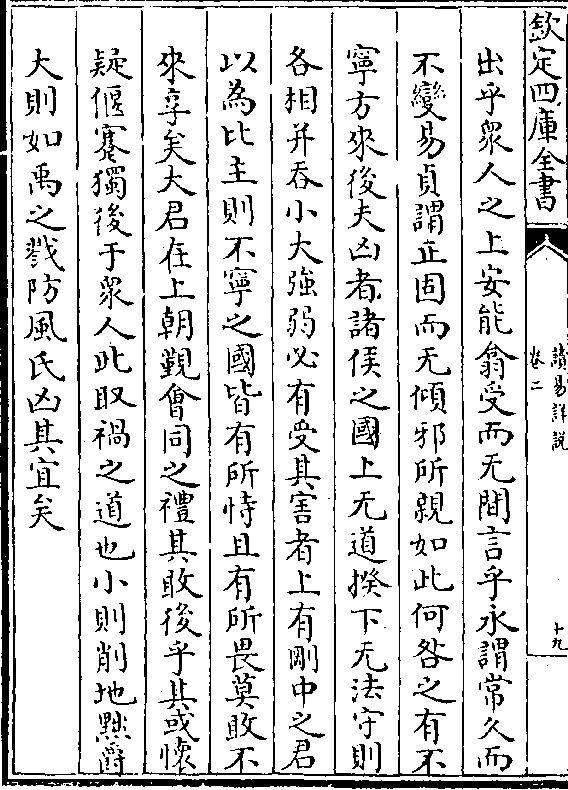 欽定四庫全書
讀易詳說
卷二
十九
出乎衆人之上安能翕受而无間言乎永謂常久而
不變易貞謂正固而无傾邪所親如此何咎之有不
寧方來後夫凶者諸侯之國上无道揆下无法守則
各相并吞小大強弱必有受其害者上有剛中之君
以為比主則不寧之國皆有所恃且有所畏莫敢不
來享矣大君在上朝覲會同之禮其敢後乎其或懷
疑偃蹇獨後于衆人此取禍之道也小則削地黜爵
大則如禹之戮防風氏凶其宜矣